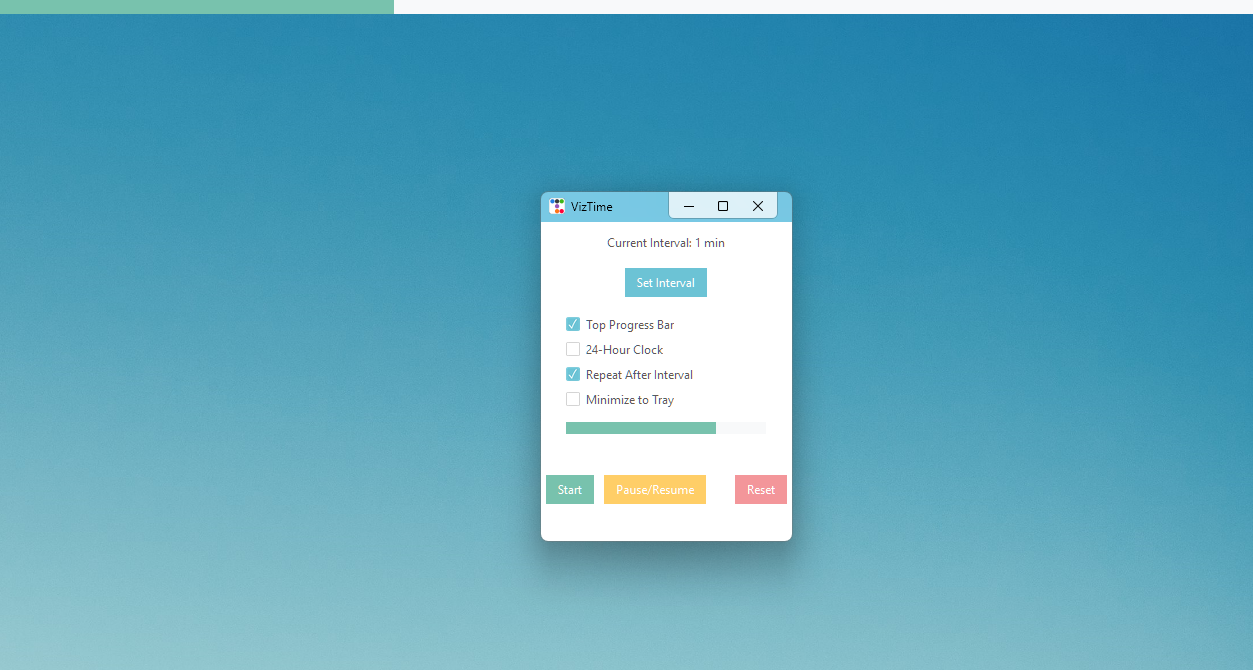 VizTime
Current Interval: 1 min
Set Interval
Top Progress Bar
24-Hour Clock
Repeat After Interval
Minimize to Tray
Start Pause/Resume Reset